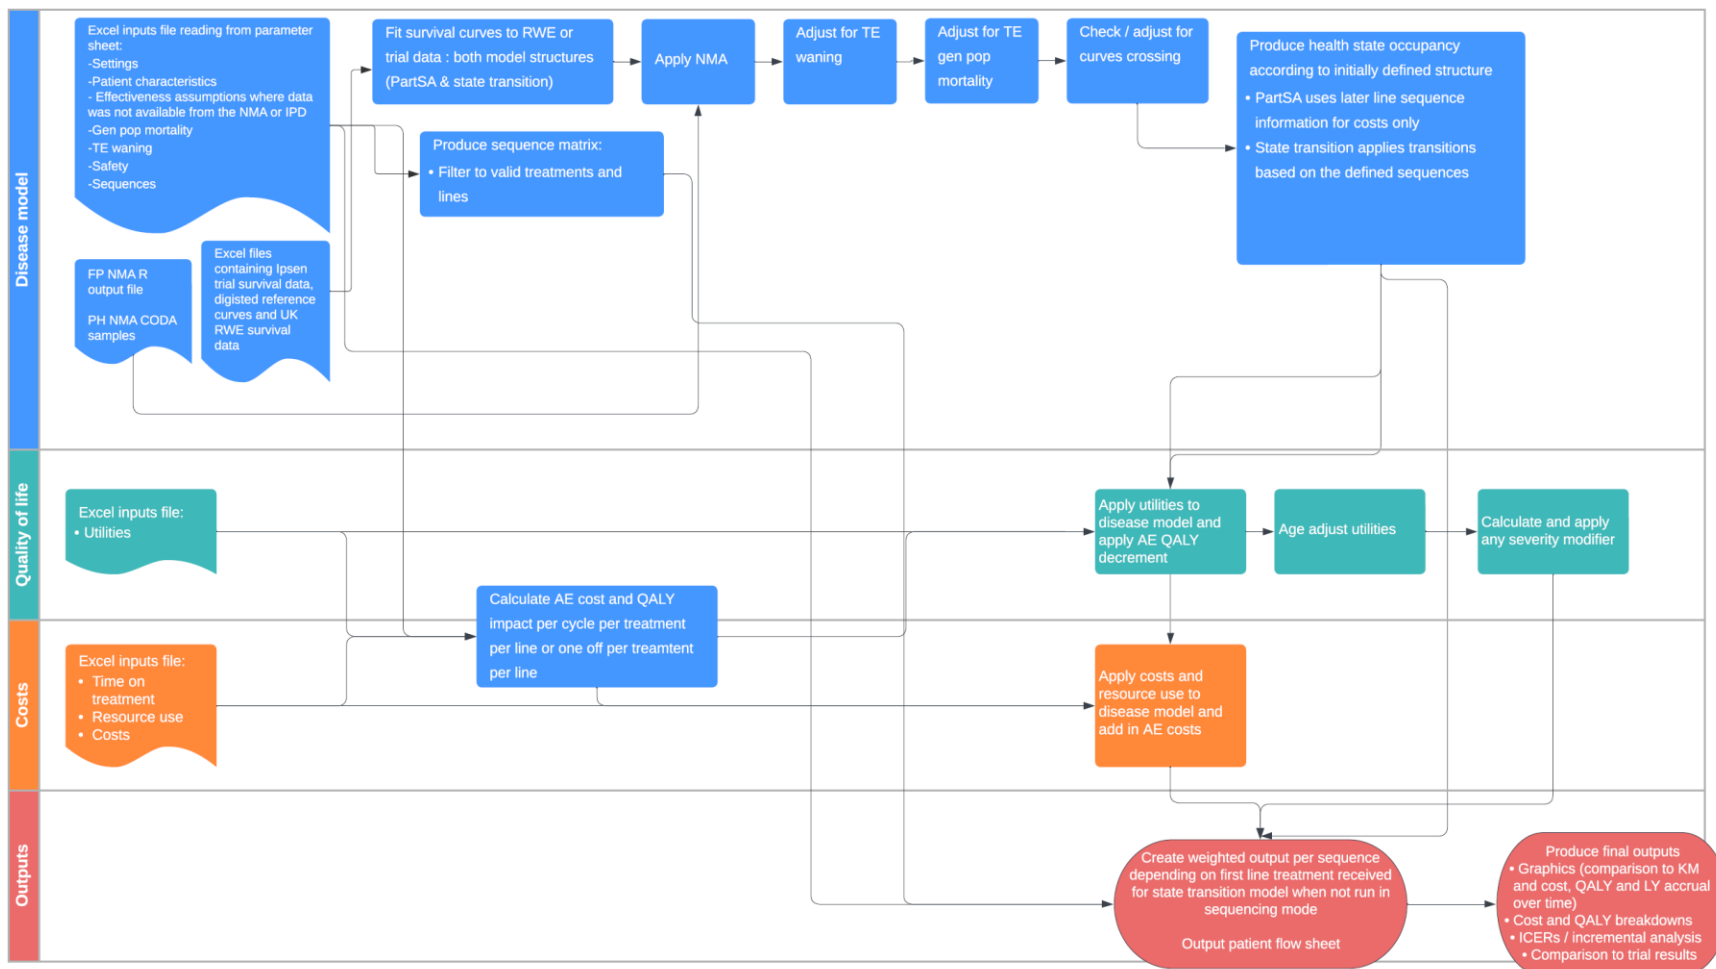 Disease model
Excel inputs file reading from parameter
sheet:
-Settings
-Patient characteristics
- Effectiveness assumptions where data
was not available from the NMA or IPD
-Gen pop mortality
-TE waning
-Safety
-Sequences
FP NMA R
output file
PH NMA CODA
samples
Excel files
containing Ipsen
trial survival data,
digisted reference
curves and UK
RWE survival
data
Fit survival curves to RWE or
trial data : both model structures
(PartSA & state transition)
Produce sequence matrix:
• Filter to valid treatments and
lines
Apply NMA
Adjust for TE
waning
Adjust for TE
gen pop
mortality
Check / adjust for
curves crossing
Produce health state occupancy
according to initially defined structure
• PartSA uses later line sequence
information for costs only
• State transition applies transitions
based on the defined sequences
Quality of life
Excel inputs file:
• Utilities
Apply utilities to
disease model and
apply AE QALY
decrement
Age adjust utilities
Calculate and apply
any severity modifier
Calculate AE cost and QALY
impact per cycle per treatment
per line or one off per treamtent
per line
Costs
Excel inputs file:
• Time on
treatment
• Resource use
• Costs
Apply costs and
resource use to
disease model and
add in AE costs
Outputs
Create weighted output per sequence
depending on first line treatment received
for state transition model when not run in
sequencing mode
Output patient flow sheet
Produce final outputs
• Graphics (comparison to KM
and cost, QALY and LY accrual
over time)
• Cost and QALY breakdowns
• ICERs / incremental analysis
• Comparison to trial results